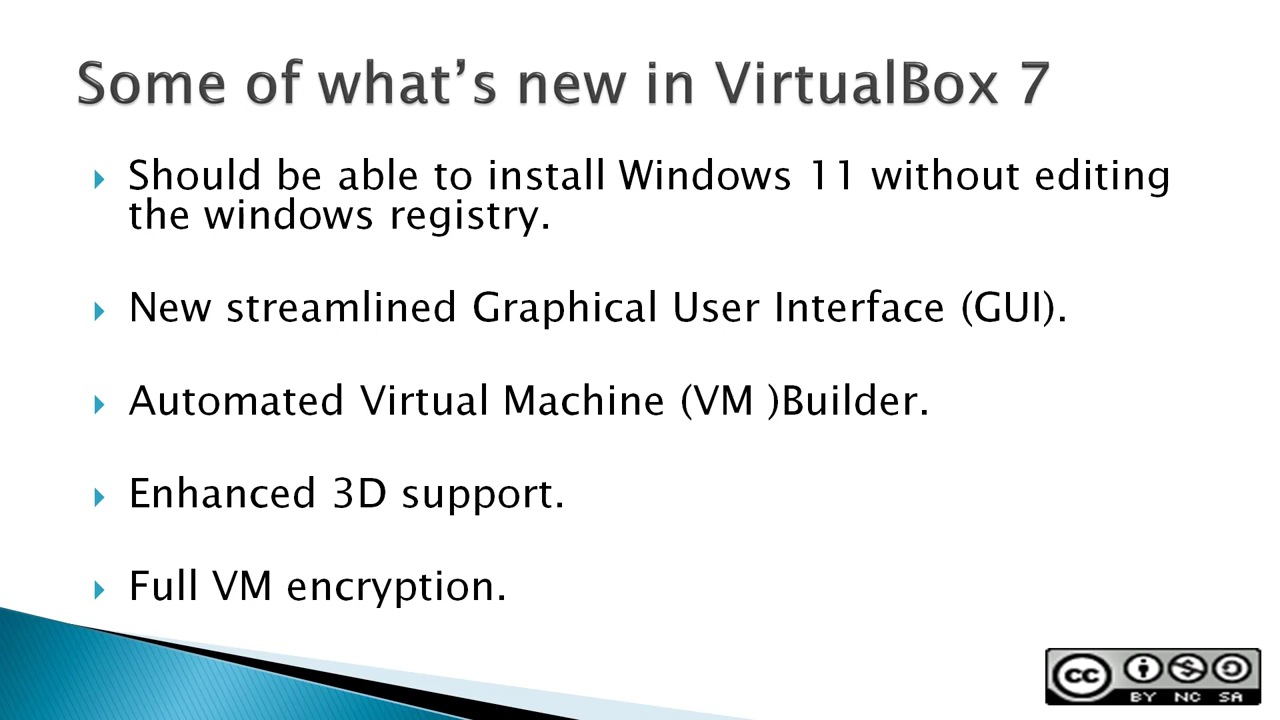 Some of what’s new in VirtualBox 7
Should be able to install Windows 11 without editing
the windows registry.
New streamlined Graphical User Interface (GUI).
Automated Virtual Machine (VM )Builder.
Enhanced 3D support.
Full VM encryption.
cc BY NC SA